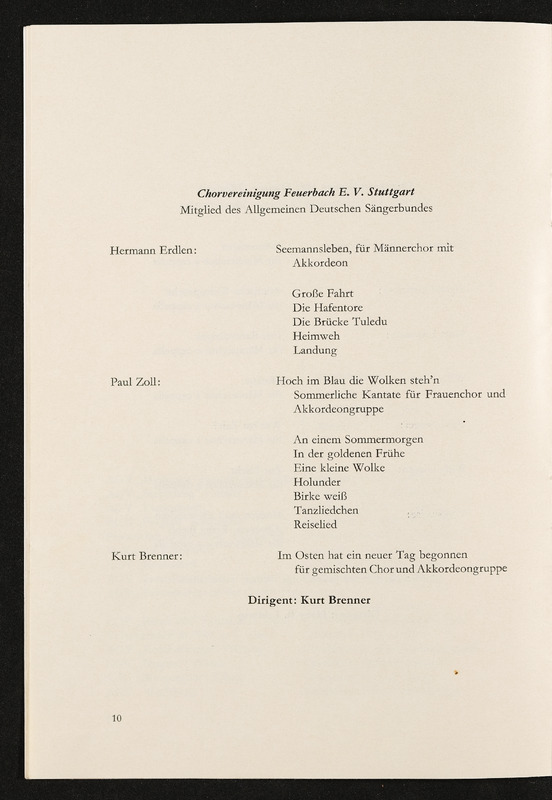 Chorvereinigung Feuerbach E. V. Stuttgart
Mitglied des Allgemeinen Deutschen Sängerbundes
Hermann Erdlen: Seemannsleben, für Männerchor mit
Akkordeon
Große Fahrt
Die Hafentore
Die Brücke Tuledu
Heimweh
Landung
Paul Zoll: Hoch im Blau die Wolken steh'n
Sommerliche Kantate für Frauenchor und
Akkordeongruppe
An einem Sommermorgen
In der goldenen Frühe
Eine kleine Wolke
Holunder
Birke weiß
Tanzliedchen
Reiselied
Kurt Brenner: Im Osten hat ein neuer Tag begonnen
für gemischten Chor und Akkordeongruppe
Dirigent: Kurt Brenner
10